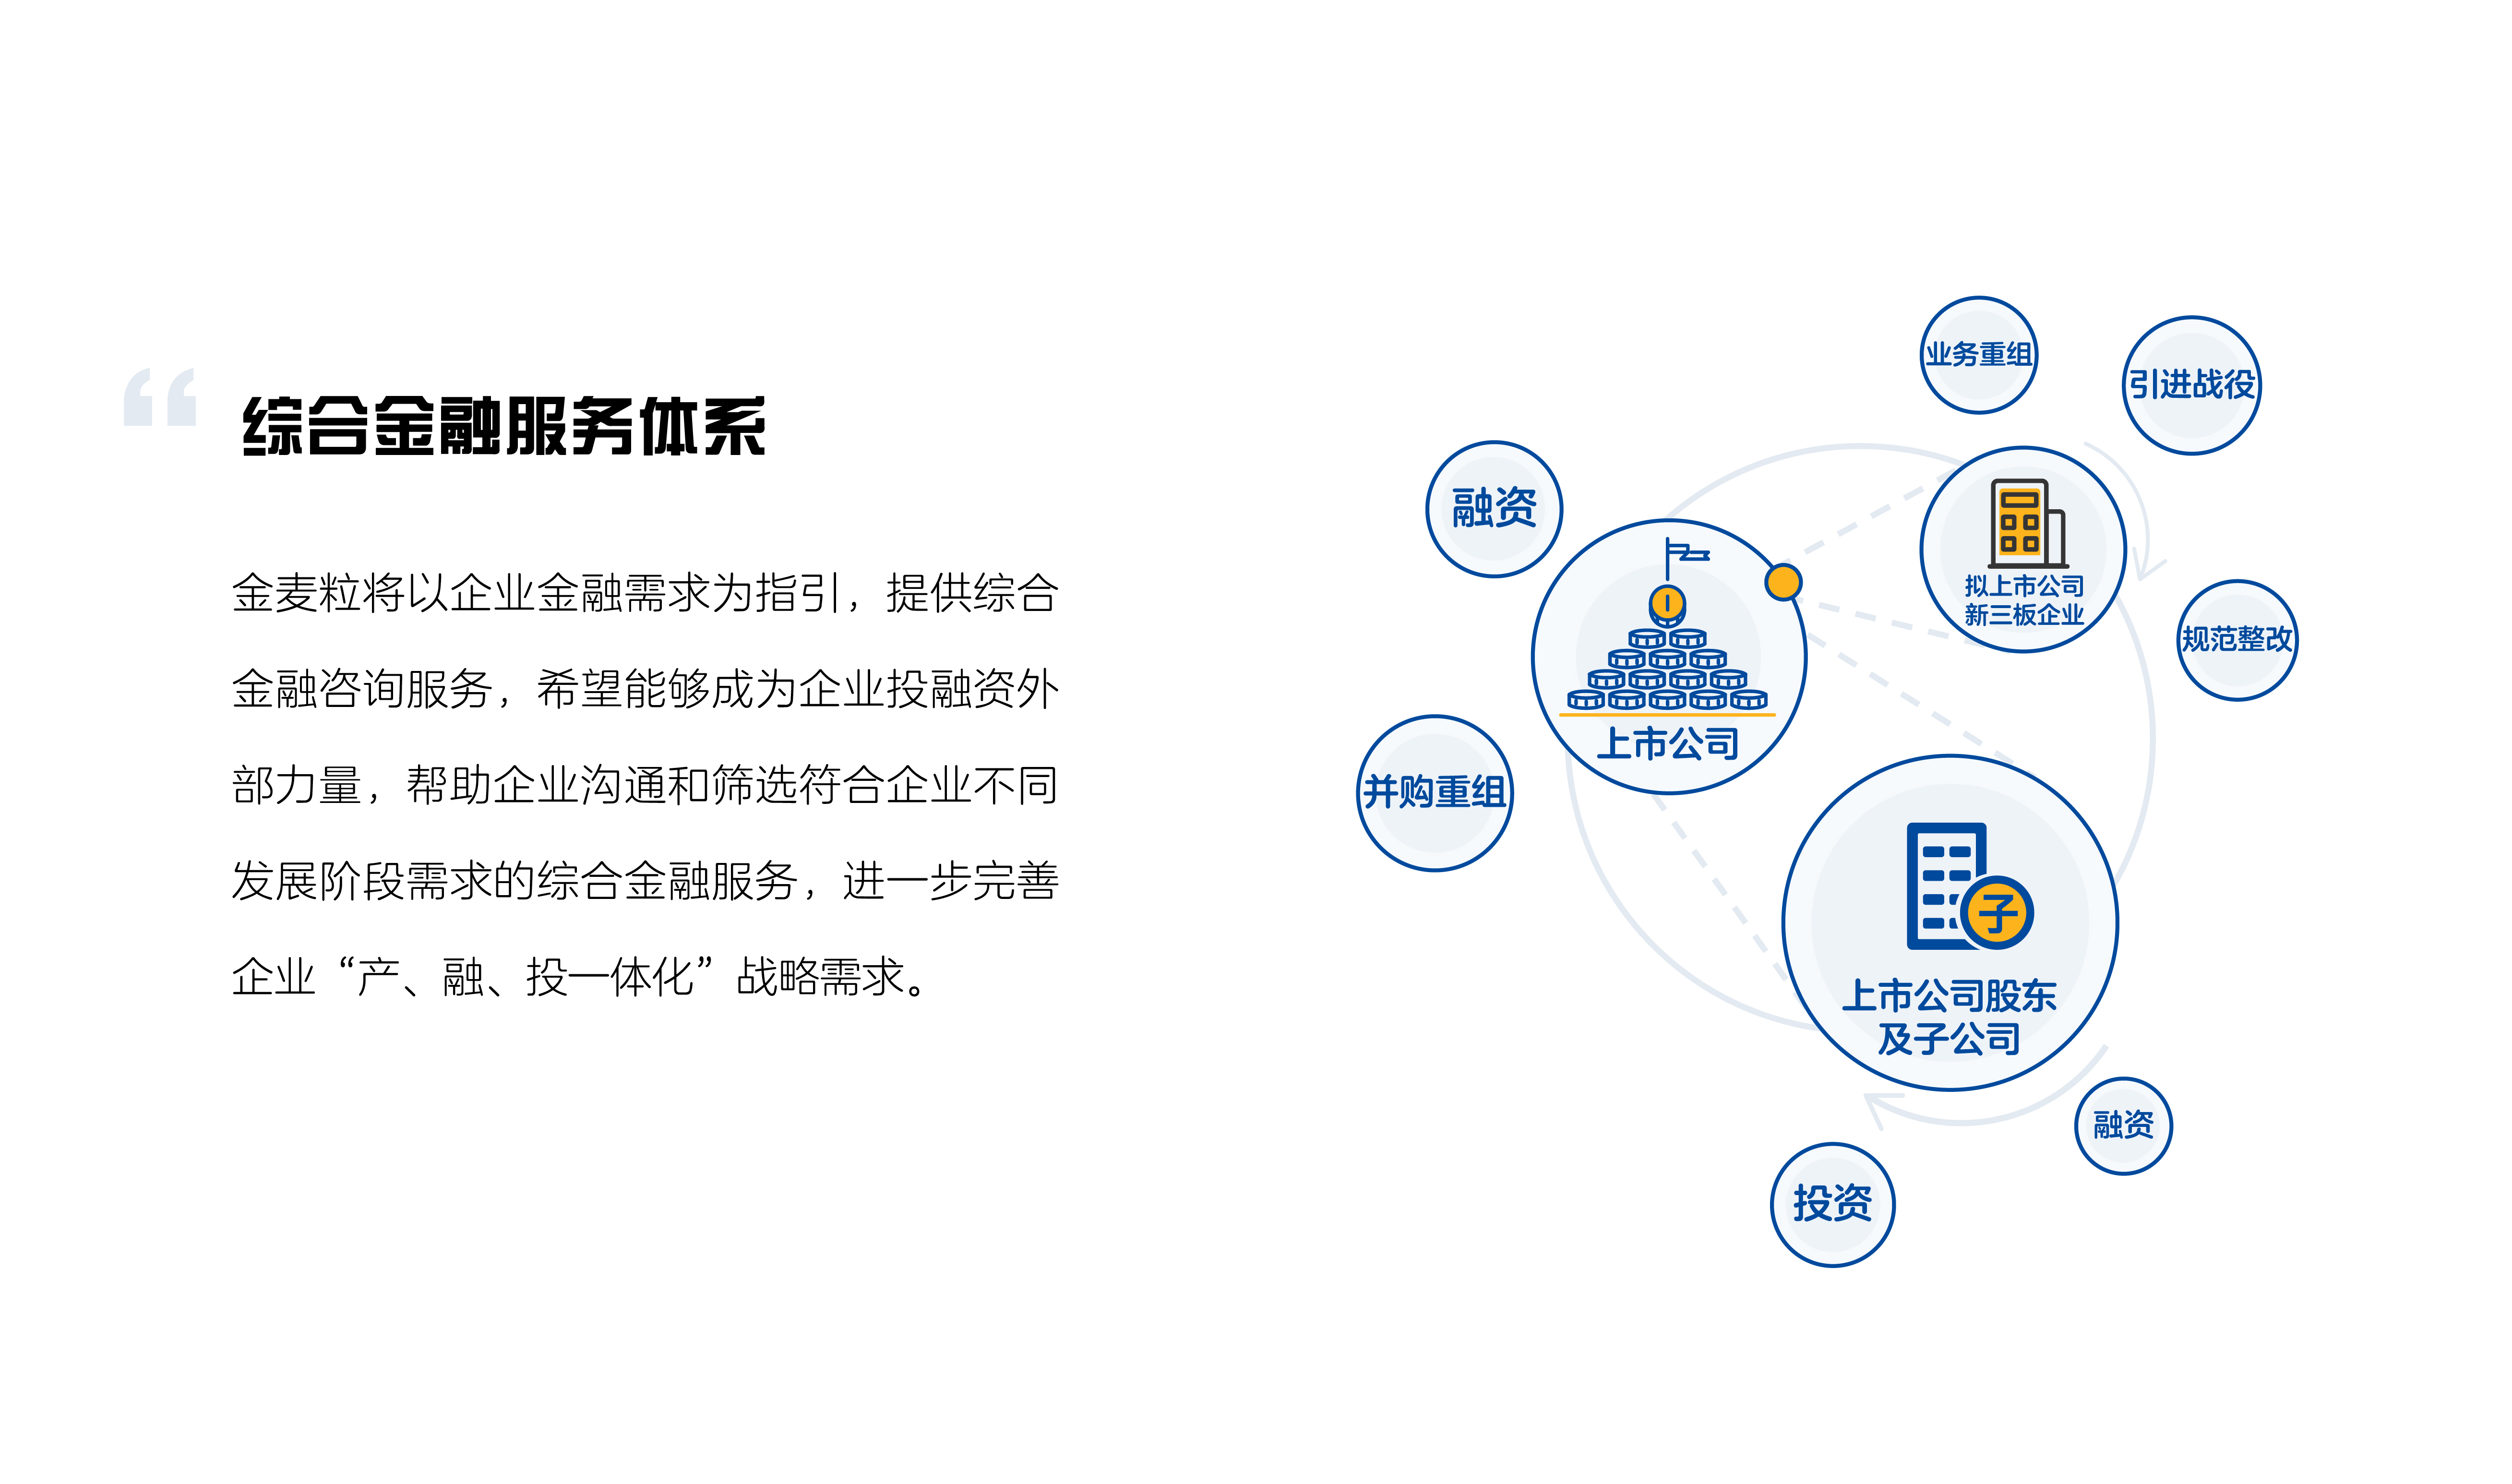 “
综合金融服务体系
金麦粒将以企业金融需求为指引，提供综合
金融咨询服务，希望能够成为企业投融资外
部力量，帮助企业沟通和筛选符合企业不同
发展阶段需求的综合金融服务，进一步完善
企业“产、融、投一体化”战略需求。
业务重组
引进战役
融资
拟上市公司
新三板企业
规范整改
上市公司
并购重组
子
上市公司股东
及子公司
融资
投资